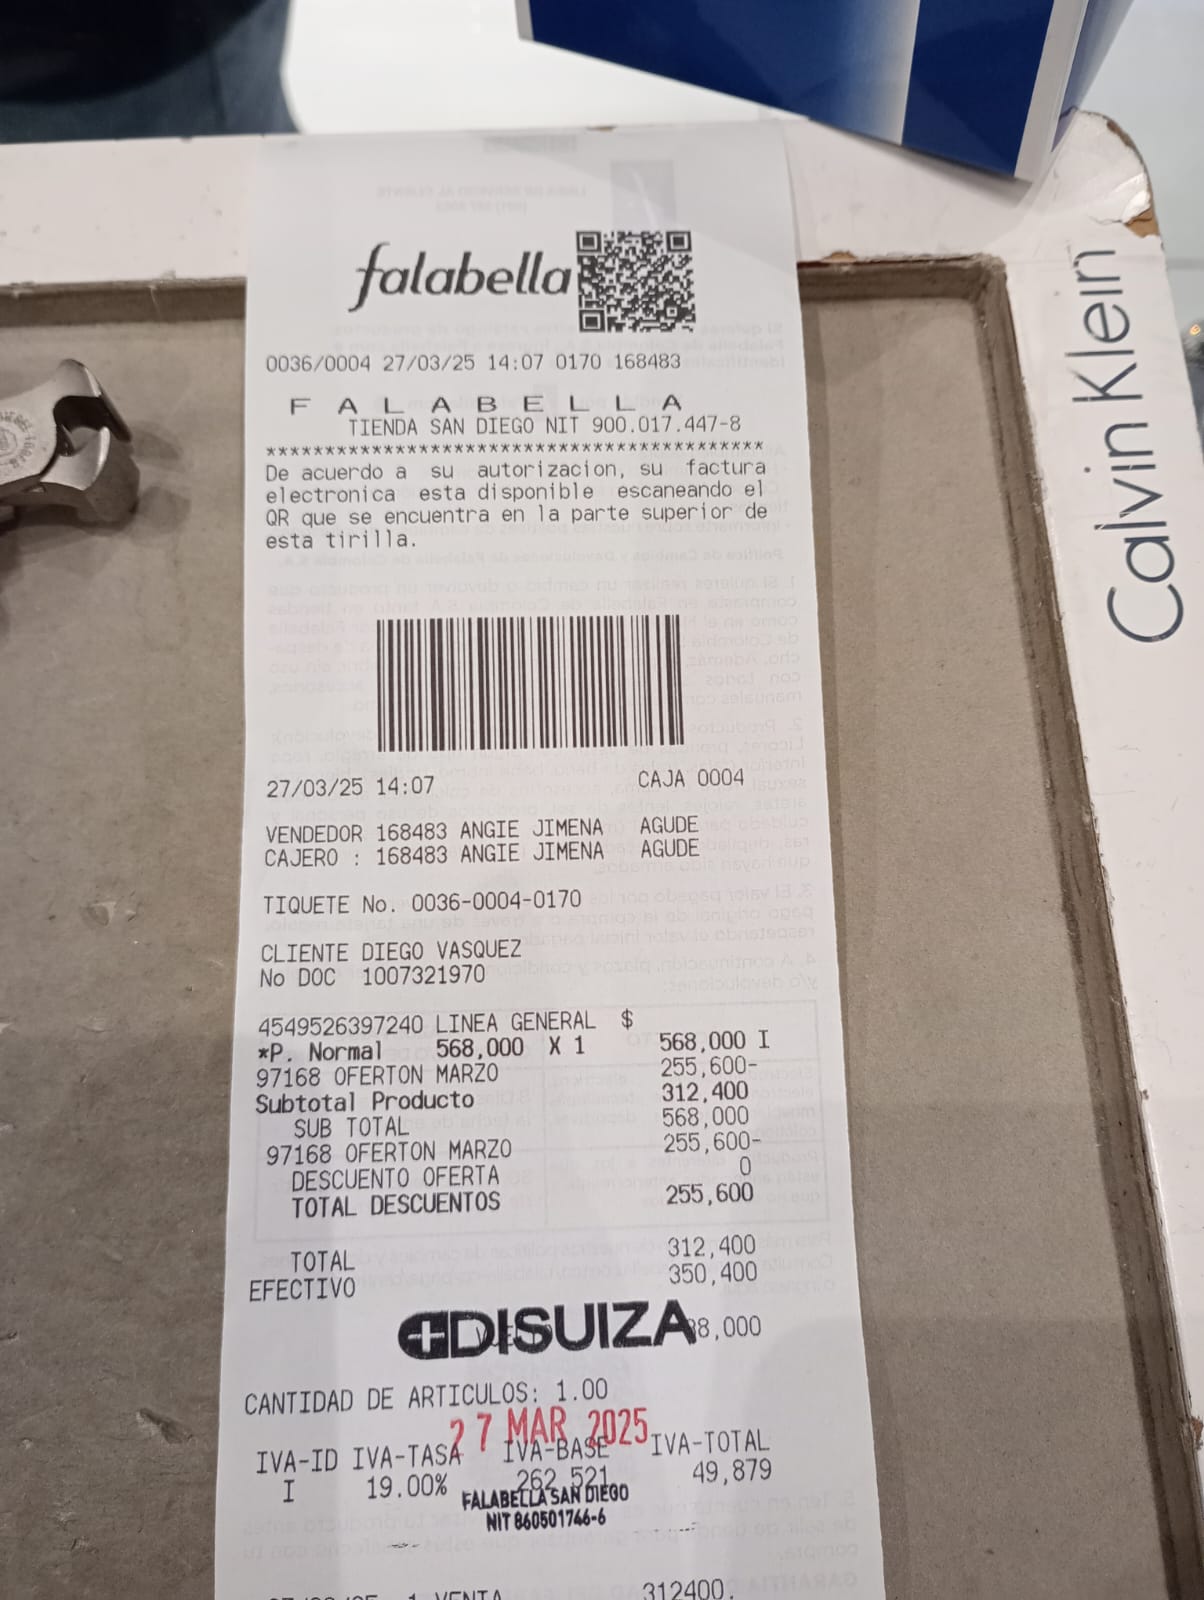 falabella
0036/0004 27/03/25 14:07 0170 168483
F A L A B E L L A
TIENDA SAN DIEGO NIT 900.017.447-8
******************************************
De acuerdo a su autorizacion, su factura
electronica esta disponible escaneando el
QR que se encuentra en la parte superior de
esta tirilla.
27/03/25 14:07 CAJA 0004
VENDEDOR 168483 ANGIE JIMENA AGUDE
CAJERO : 168483 ANGIE JIMENA AGUDE
TIQUETE No. 0036-0004-0170
CLIENTE DIEGO VASQUEZ
No DOC 1007321970
4549526397240 LINEA GENERAL $
*P. Normal 568,000 X 1 568,000 I
97168 OFERTON MARZO 255,600-
Subtotal Producto 312,400
SUB TOTAL 568,000
97168 OFERTON MARZO 255,600-
DESCUENTO OFERTA 0
TOTAL DESCUENTOS 255,600
TOTAL 312,400
EFECTIVO 350,400
DISUIZA 8,000
CANTIDAD DE ARTICULOS: 1.00
27 MAR 2025
IVA-ID IVA-TASA IVA-BASE IVA-TOTAL
I 19.00% 262,521 49,879
FALABELLA SAN DIEGO
NIT 860501766-6
1 VENTA 312400.
Calvin Klein